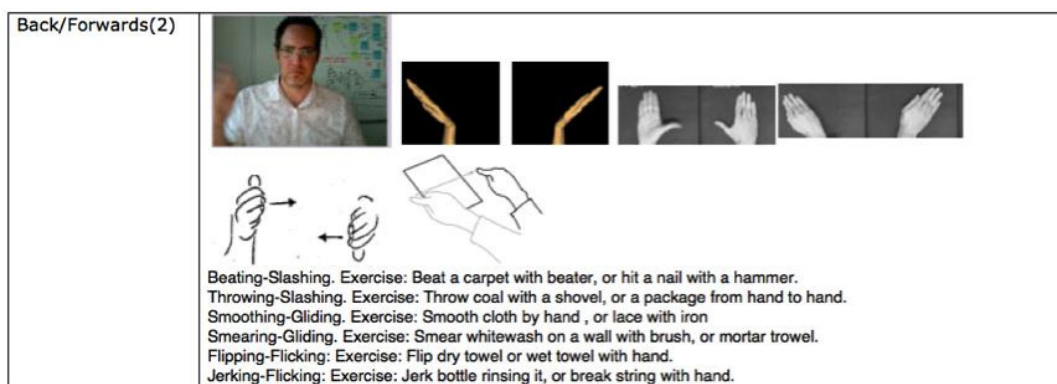 Back/Forwards(2)
Beating-Slashing. Exercise: Beat a carpet with beater, or hit a nail with a hammer.
Throwing-Slashing. Exercise: Throw coal with a shovel, or a package from hand to hand.
Smoothing-Gliding. Exercise: Smooth cloth by hand , or lace with iron
Smearing-Gliding. Exercise: Smear whitewash on a wall with brush, or mortar trowel.
Flipping-Flicking: Exercise: Flip dry towel or wet towel with hand.
Jerking-Flicking: Exercise: Jerk bottle rinsing it, or break string with hand.